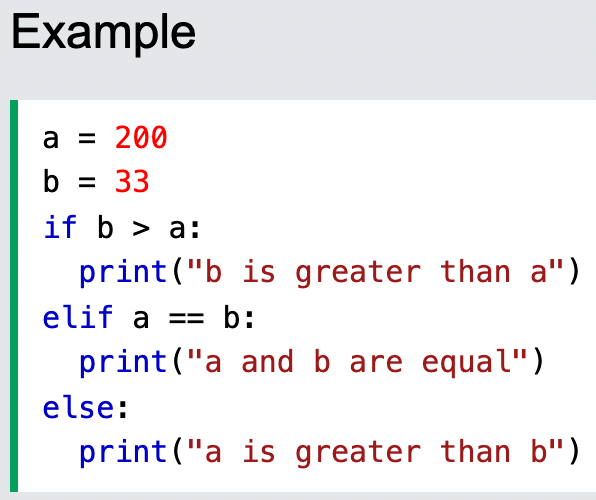 Example
a = 200
b = 33
if b > a:
  print("b is greater than a")
elif a == b:
  print("a and b are equal")
else:
  print("a is greater than b")